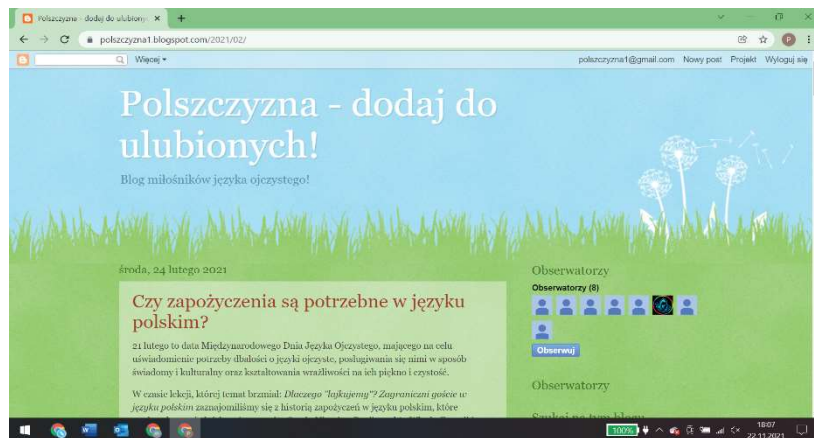 Polszczyzna - dodaj do ulubiony
polszczyzna1.blogspot.com/2021/02/
P
Więcej
polszczyzna1@gmail.com Nowy post Projekt Wyloguj się
Polszczyzna - dodaj do
ulubionych!
Blog miłośników języka ojczystego!
środa, 24 lutego 2021
Czy zapożyczenia są potrzebne w języku
polskim?
21 lutego to data Międzynarodowego Dnia Języka Ojczystego, mającego na celu
uświadomienie potrzeby dbałości o języki ojczyste, posługiwania się nimi w sposób
świadomy i kulturalny oraz kształtowania wrażliwości na ich piękno i czystość.
W czasie lekcji, której temat brzmiał: Dlaczego "lajkujemy"? Zagraniczni goście w
języku polskim zaznajomiliśmy się z historią zapożyczeń w języku polskim, które
Obserwatorzy
Obserwatorzy (8)
Obserwuj
Obserwatorzy
Szukaj na tym blogu
100%
18:07
22.11.2021